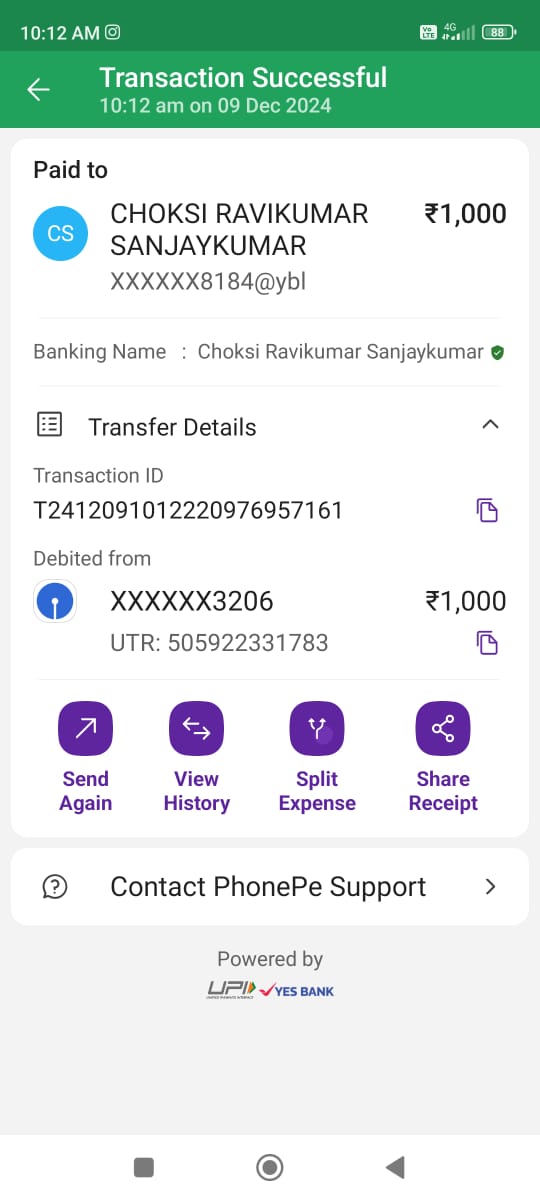 10:12 AM
Vo LTE 4G 88
Transaction Successful
10:12 am on 09 Dec 2024
Paid to
CS CHOKSI RAVIKUMAR ₹1,000
SANJAYKUMAR
XXXXXX8184@ybl
Banking Name : Choksi Ravikumar Sanjaykumar
Transfer Details
Transaction ID
T2412091012220976957161
Debited from
XXXXXX3206 ₹1,000
UTR: 505922331783
Send Again
View History
Split Expense
Share Receipt
Contact PhonePe Support
Powered by
UPI YES BANK
UNIFIED PAYMENTS INTERFACE